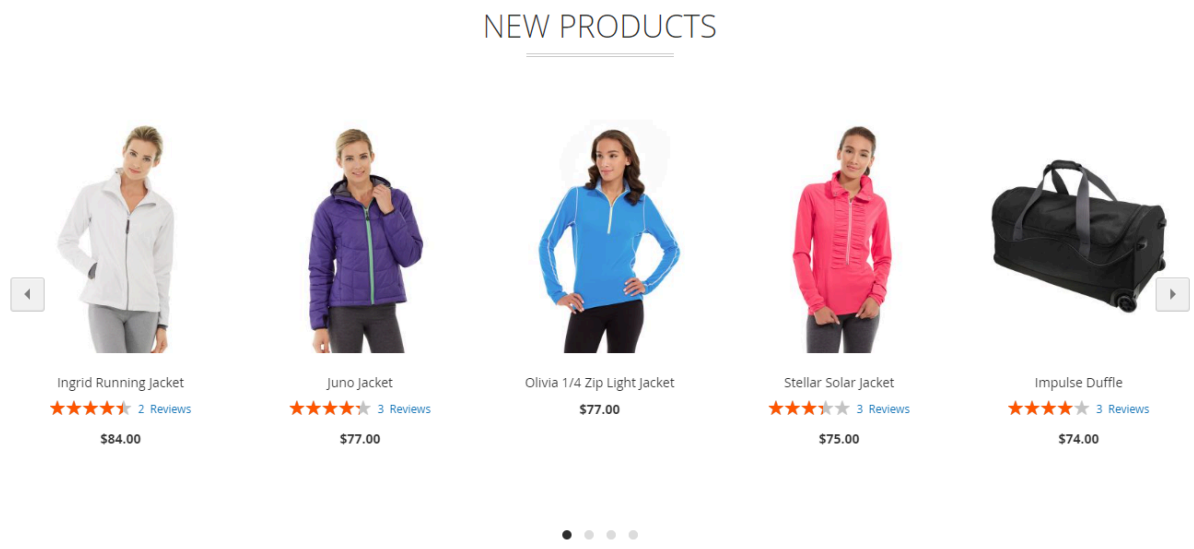 NEW PRODUCTS
Ingrid Running Jacket
2 Reviews
$84.00
Juno Jacket
3 Reviews
$77.00
Olivia 1/4 Zip Light Jacket
$77.00
Stellar Solar Jacket
3 Reviews
$75.00
Impulse Duffle
3 Reviews
$74.00